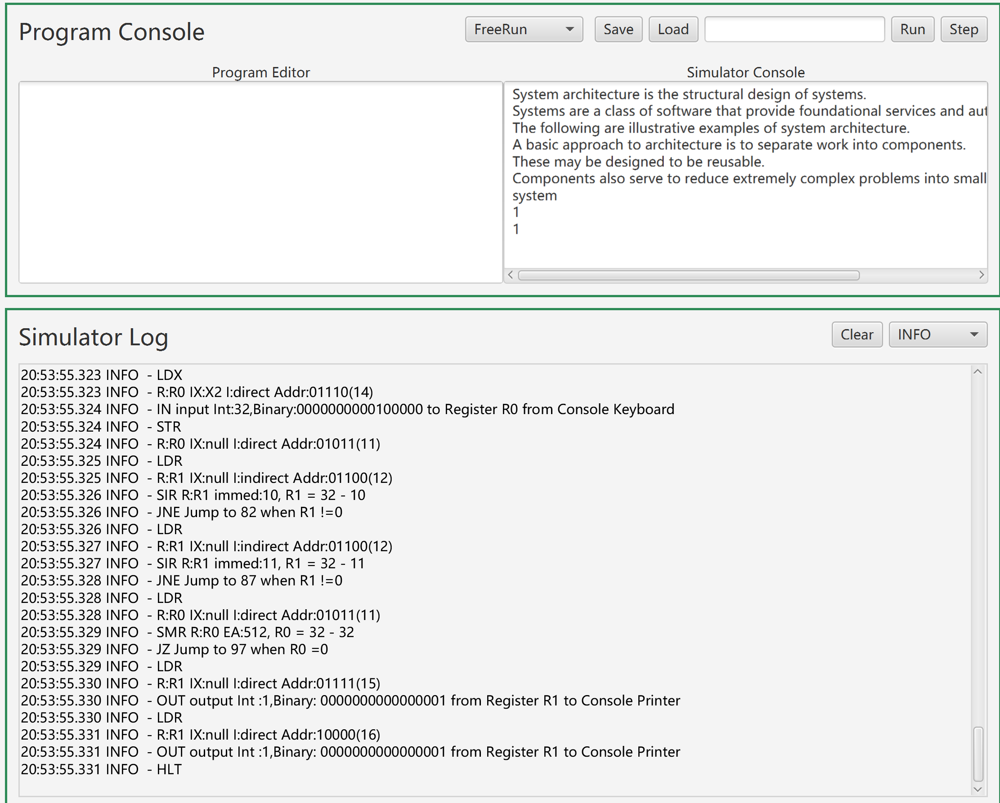 Program Console
FreeRun
Save
Load
Run
Step
Program Editor
Simulator Console
System architecture is the structural design of systems.
Systems are a class of software that provide foundational services and aut
The following are illustrative examples of system architecture.
A basic approach to architecture is to separate work into components.
These may be designed to be reusable.
Components also serve to reduce extremely complex problems into small
system
1
1
Simulator Log
Clear
INFO
20:53:55.323 INFO - LDX
20:53:55.323 INFO - R:R0 IX:X2 I:direct Addr:01110(14)
20:53:55.324 INFO - IN input Int:32,Binary:0000000000100000 to Register R0 from Console Keyboard
20:53:55.324 INFO - STR
20:53:55.324 INFO - R:R0 IX:null I:direct Addr:01011(11)
20:53:55.325 INFO - LDR
20:53:55.325 INFO - R:R1 IX:null I:indirect Addr:01100(12)
20:53:55.326 INFO - SIR R:R1 immed:10, R1 = 32 - 10
20:53:55.326 INFO - JNE Jump to 82 when R1 !=0
20:53:55.326 INFO - LDR
20:53:55.327 INFO - R:R1 IX:null I:indirect Addr:01100(12)
20:53:55.327 INFO - SIR R:R1 immed:11, R1 = 32 - 11
20:53:55.328 INFO - JNE Jump to 87 when R1 !=0
20:53:55.328 INFO - LDR
20:53:55.328 INFO - R:R0 IX:null I:direct Addr:01011(11)
20:53:55.329 INFO - SMR R:R0 EA:512, R0 = 32 - 32
20:53:55.329 INFO - JZ Jump to 97 when R0 =0
20:53:55.329 INFO - LDR
20:53:55.330 INFO - R:R1 IX:null I:direct Addr:01111(15)
20:53:55.330 INFO - OUT output Int :1,Binary: 0000000000000001 from Register R1 to Console Printer
20:53:55.330 INFO - LDR
20:53:55.331 INFO - R:R1 IX:null I:direct Addr:10000(16)
20:53:55.331 INFO - OUT output Int :1,Binary: 0000000000000001 from Register R1 to Console Printer
20:53:55.331 INFO - HLT